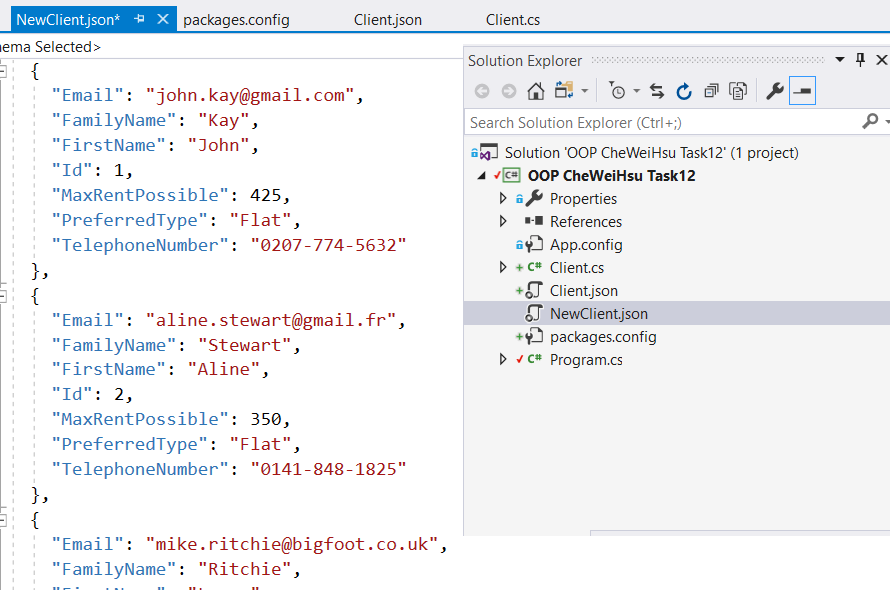 NewClient.json* packages.config Client.json Client.cs
ema Selected>
{
"Email": "john.kay@gmail.com",
"FamilyName": "Kay",
"FirstName": "John",
"Id": 1,
"MaxRentPossible": 425,
"PreferredType": "Flat",
"TelephoneNumber": "0207-774-5632"
},
{
"Email": "aline.stewart@gmail.fr",
"FamilyName": "Stewart",
"FirstName": "Aline",
"Id": 2,
"MaxRentPossible": 350,
"PreferredType": "Flat",
"TelephoneNumber": "0141-848-1825"
},
{
"Email": "mike.ritchie@bigfoot.co.uk",
"FamilyName": "Ritchie",
Solution Explorer
Search Solution Explorer (Ctrl+;)
Solution 'OOP CheWeiHsu Task12' (1 project)
C# OOP CheWeiHsu Task12
Properties
References
App.config
C# Client.cs
Client.json
NewClient.json
packages.config
C# Program.cs